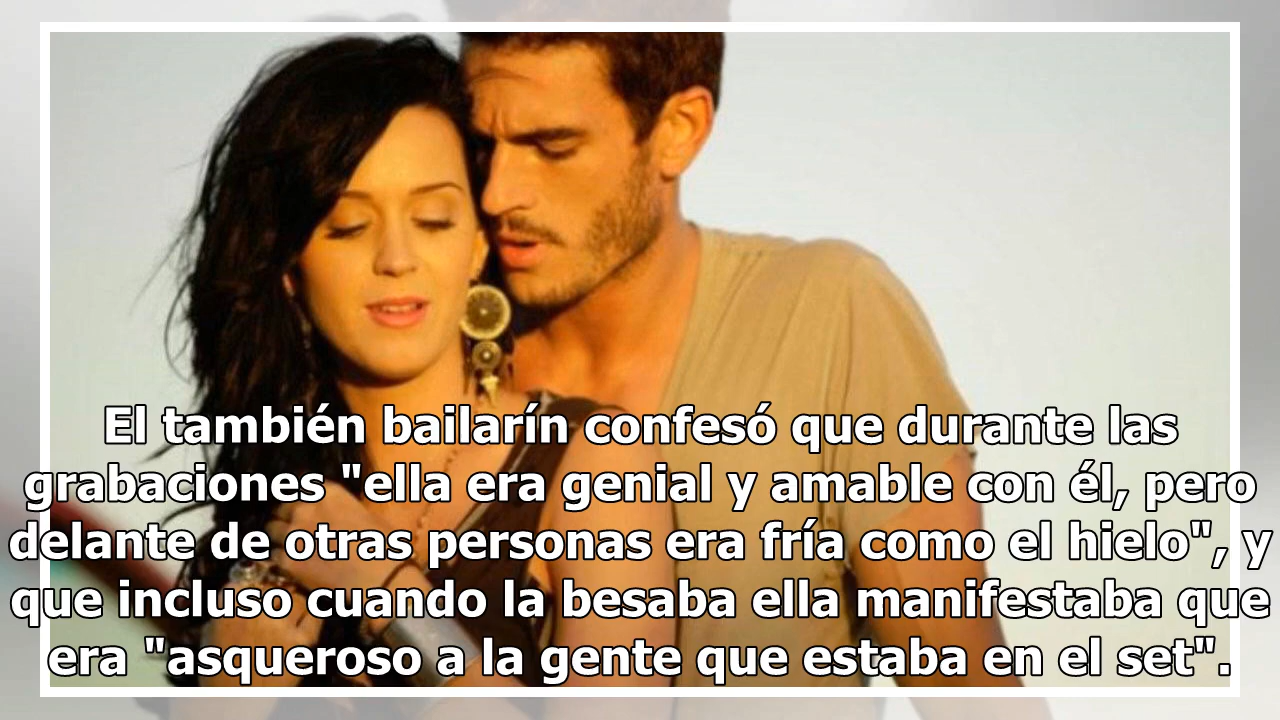 El también bailarín confesó que durante las
grabaciones "ella era genial y amable con él, pero
delante de otras personas era fría como el hielo", y
que incluso cuando la besaba ella manifestaba que
era "asqueroso a la gente que estaba en el set".